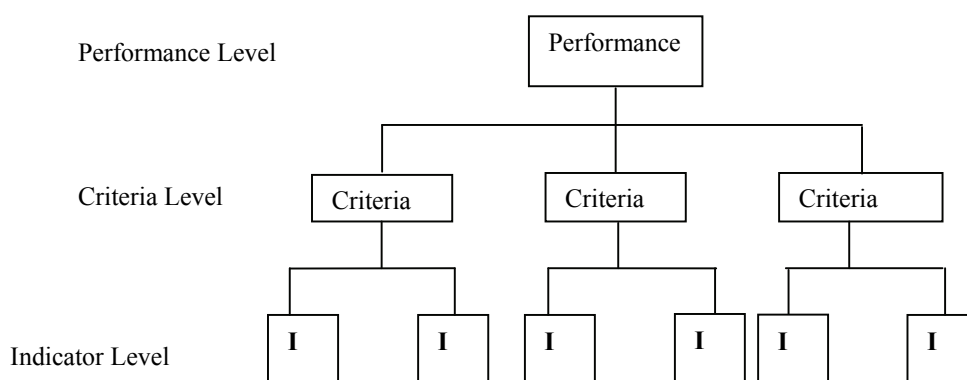 Performance Level
Performance
Criteria Level
Criteria
Criteria
Criteria
Indicator Level
I
I
I
I
I
I